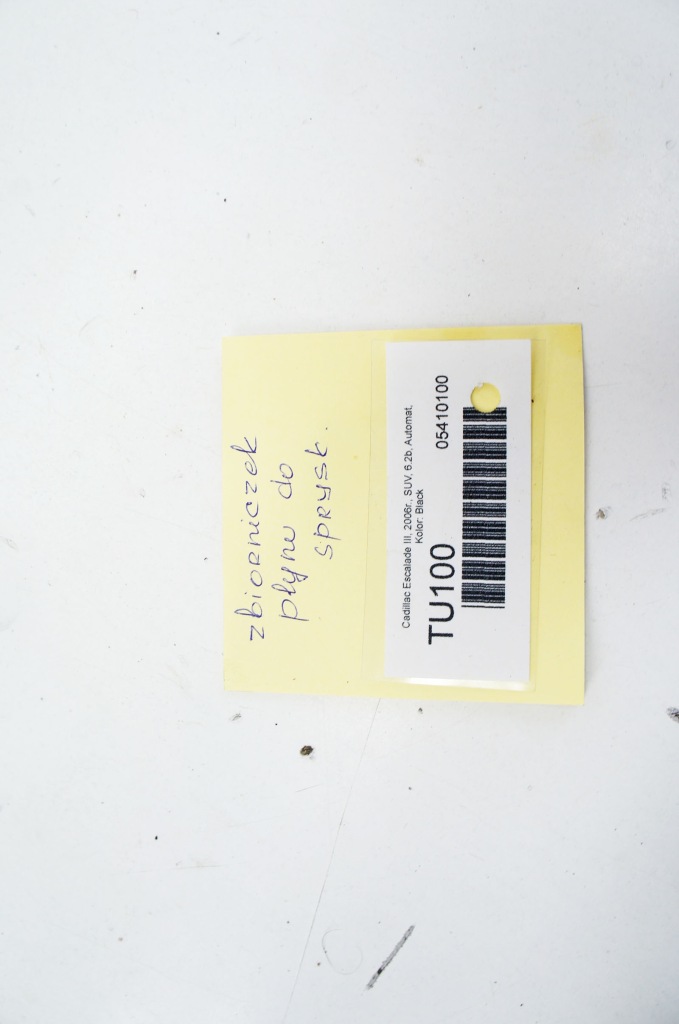 zbiorniczek
płynu do
sprysk.
Cadillac Escalade III, 2006r., SUV, 6.2b, Automat,
Kolor: Black
TU100 05410100